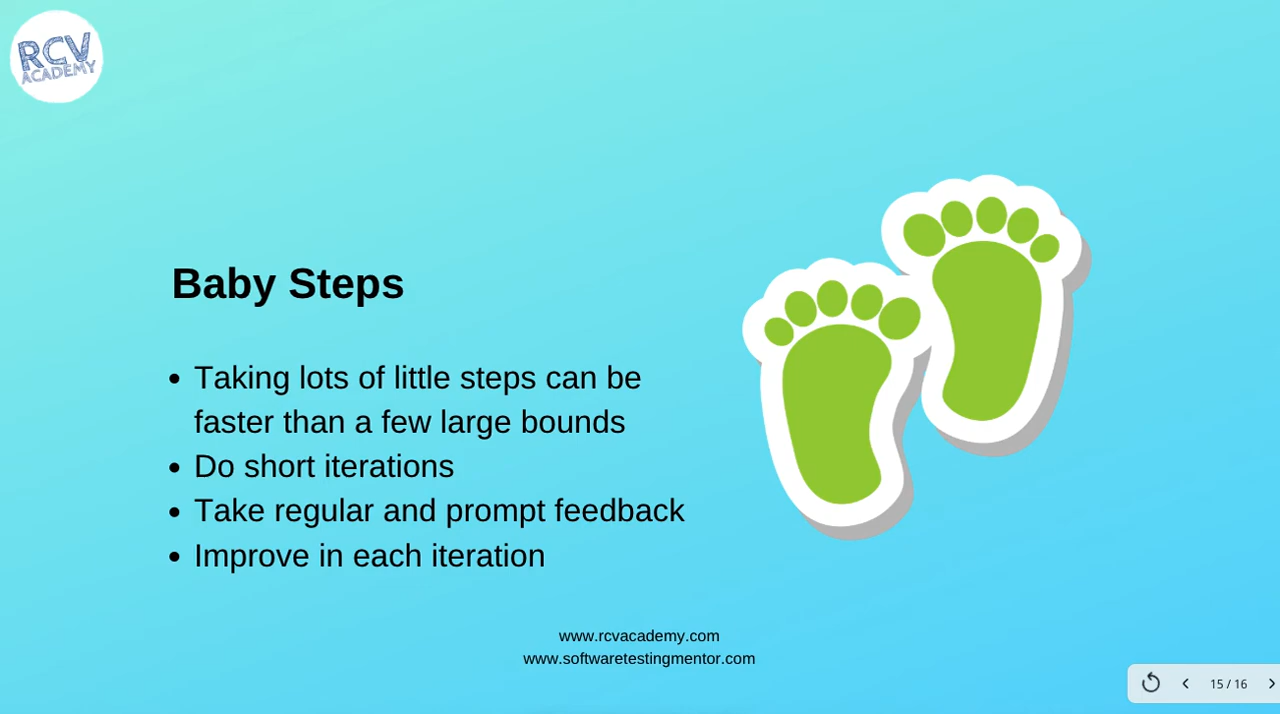 RCV
ACADEMY
Baby Steps
• Taking lots of little steps can be
faster than a few large bounds
• Do short iterations
• Take regular and prompt feedback
• Improve in each iteration
www.rcvacademy.com
www.softwaretestingmentor.com
15 / 16